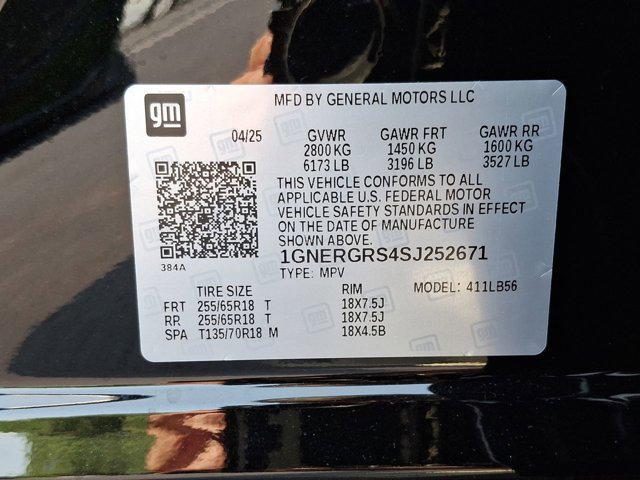 gm
MFD BY GENERAL MOTORS LLC
04/25 GVWR GAWR FRT GAWR RR
2800 KG 1450 KG 1600 KG
6173 LB 3196 LB 3527 LB
THIS VEHICLE CONFORMS TO ALL
APPLICABLE U.S. FEDERAL MOTOR
VEHICLE SAFETY STANDARDS IN EFFECT
ON THE DATE OF MANUFACTURE
SHOWN ABOVE.
384A
1GNERGRS4SJ252671
TYPE: MPV MODEL: 411LB56
TIRE SIZE RIM
FRT 255/65R18 T 18X7.5J
RR 255/65R18 T 18X7.5J
SPA T135/70R18 M 18X4.5B